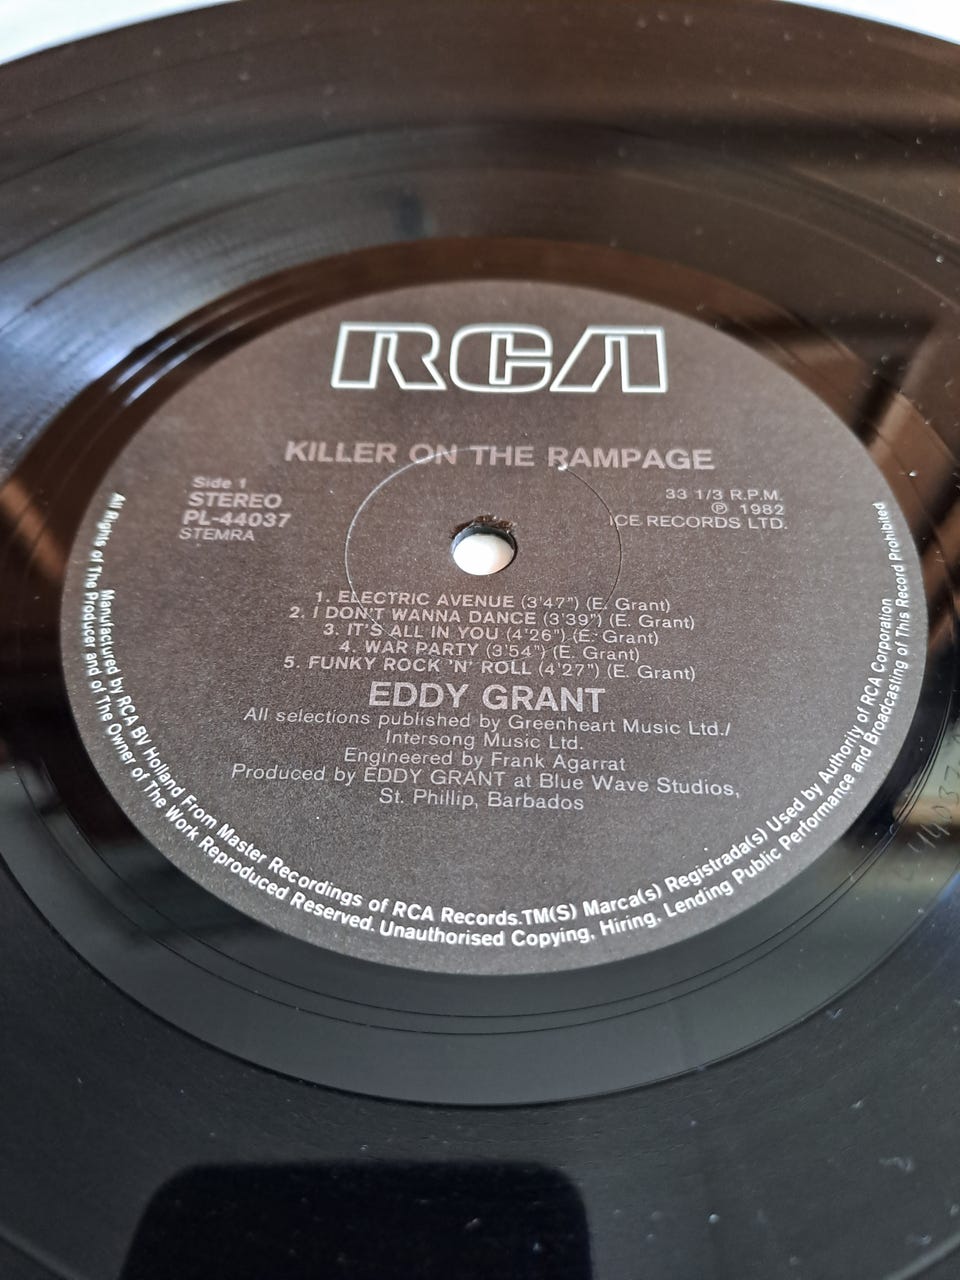 RCA
KILLER ON THE RAMPAGE
Side 1
STEREO
PL-44037
STEMRA
33 1/3 R.P.M.
℗ 1982
ICE RECORDS LTD.
1. ELECTRIC AVENUE (3'47") (E. Grant)
2. I DON'T WANNA DANCE (3'39") (E. Grant)
3. IT'S ALL IN YOU (4'26") (E. Grant)
4. WAR PARTY (3'54") (E. Grant)
5. FUNKY ROCK 'N' ROLL (4'27") (E. Grant)
EDDY GRANT
All selections published by Greenheart Music Ltd./
Intersong Music Ltd.
Engineered by Frank Agarrat
Produced by EDDY GRANT at Blue Wave Studios,
St. Phillip, Barbados
Manufactured by RCA BV Holland From Master Recordings of RCA Records.TM(S) Marca(s) Registrada(s) Used by Authority of RCA Corporation
All Rights of The Producer and of The Owner of The Work Reproduced Reserved. Unauthorised Copying, Hiring, Lending Public Performance and Broadcasting of This Record Prohibited